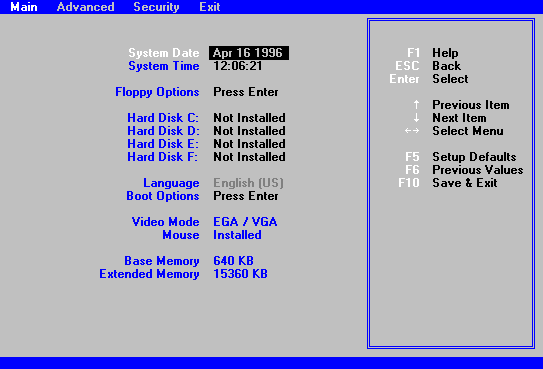 Main Advanced Security Exit
System Date Apr 16 1996
System Time 12:06:21
Floppy Options Press Enter
Hard Disk C: Not Installed
Hard Disk D: Not Installed
Hard Disk E: Not Installed
Hard Disk F: Not Installed
Language English (US)
Boot Options Press Enter
Video Mode EGA / VGA
Mouse Installed
Base Memory 640 KB
Extended Memory 15360 KB
F1 Help
ESC Back
Enter Select
↑ Previous Item
↓ Next Item
↔ Select Menu
F5 Setup Defaults
F6 Previous Values
F10 Save & Exit